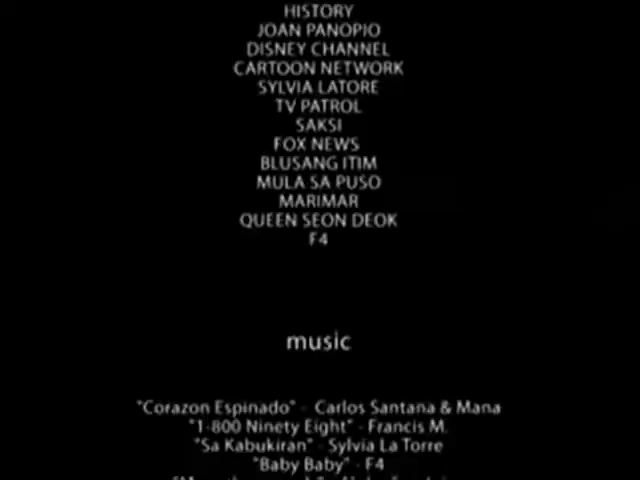 HISTORY
JOAN PANOPIO
DISNEY CHANNEL
CARTOON NETWORK
SYLVIA LATORE
TV PATROL
SAKSI
FOX NEWS
BLUSANG ITIM
MULA SA PUSO
MARIMAR
QUEEN SEON DEOK
F4
music
"Corazon Espinado" - Carlos Santana & Mana
"1-800 Ninety Eight" - Francis M.
"Sa Kabukiran" - Sylvia La Torre
"Baby Baby" - F4